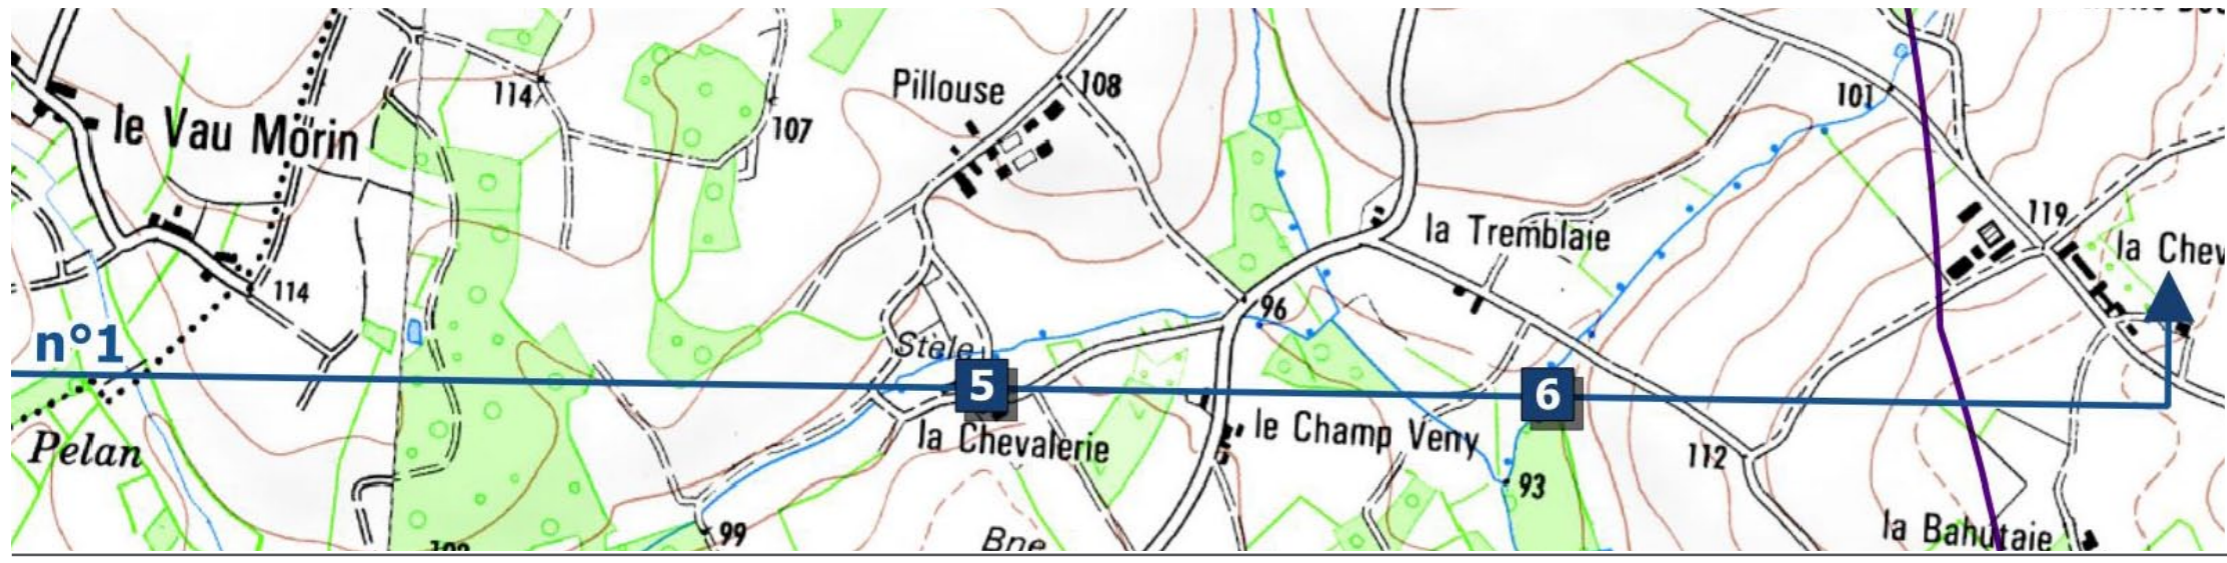 Pillouse
108
114
107
101
le Vau Morin
119
la Tremblaie
la Chev
114
96
n°1
Stele
5
6
Pelan
la Chevalerie
le Champ Veny
112
93
99
Bne
la Bahutaie